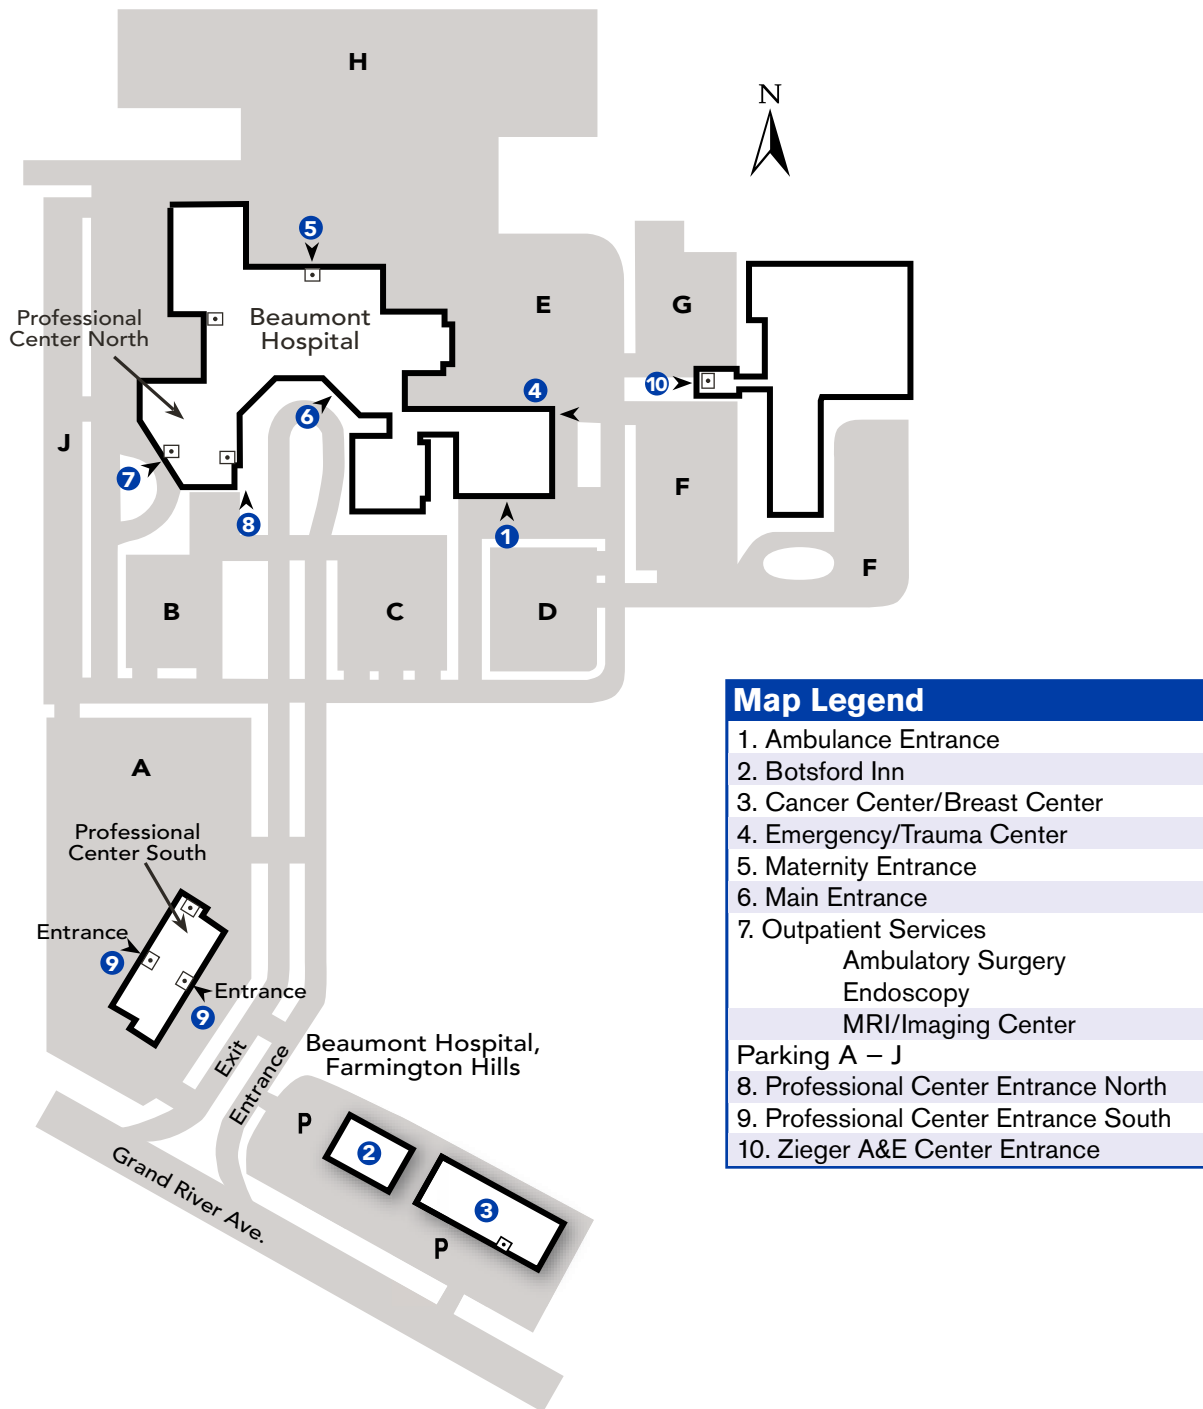 H
N
5
Professional
Center North
Beaumont
Hospital
E
G
10
4
6
J
7
F
8
1
F
B
C
D
A
Professional
Center South
Entrance
9
Entrance
9
Exit
Entrance
Beaumont Hospital,
Farmington Hills
P
2
3
P
Grand River Ave.
Map Legend
1. Ambulance Entrance
2. Botsford Inn
3. Cancer Center/Breast Center
4. Emergency/Trauma Center
5. Maternity Entrance
6. Main Entrance
7. Outpatient Services
Ambulatory Surgery
Endoscopy
MRI/Imaging Center
Parking A – J
8. Professional Center Entrance North
9. Professional Center Entrance South
10. Zieger A&E Center Entrance